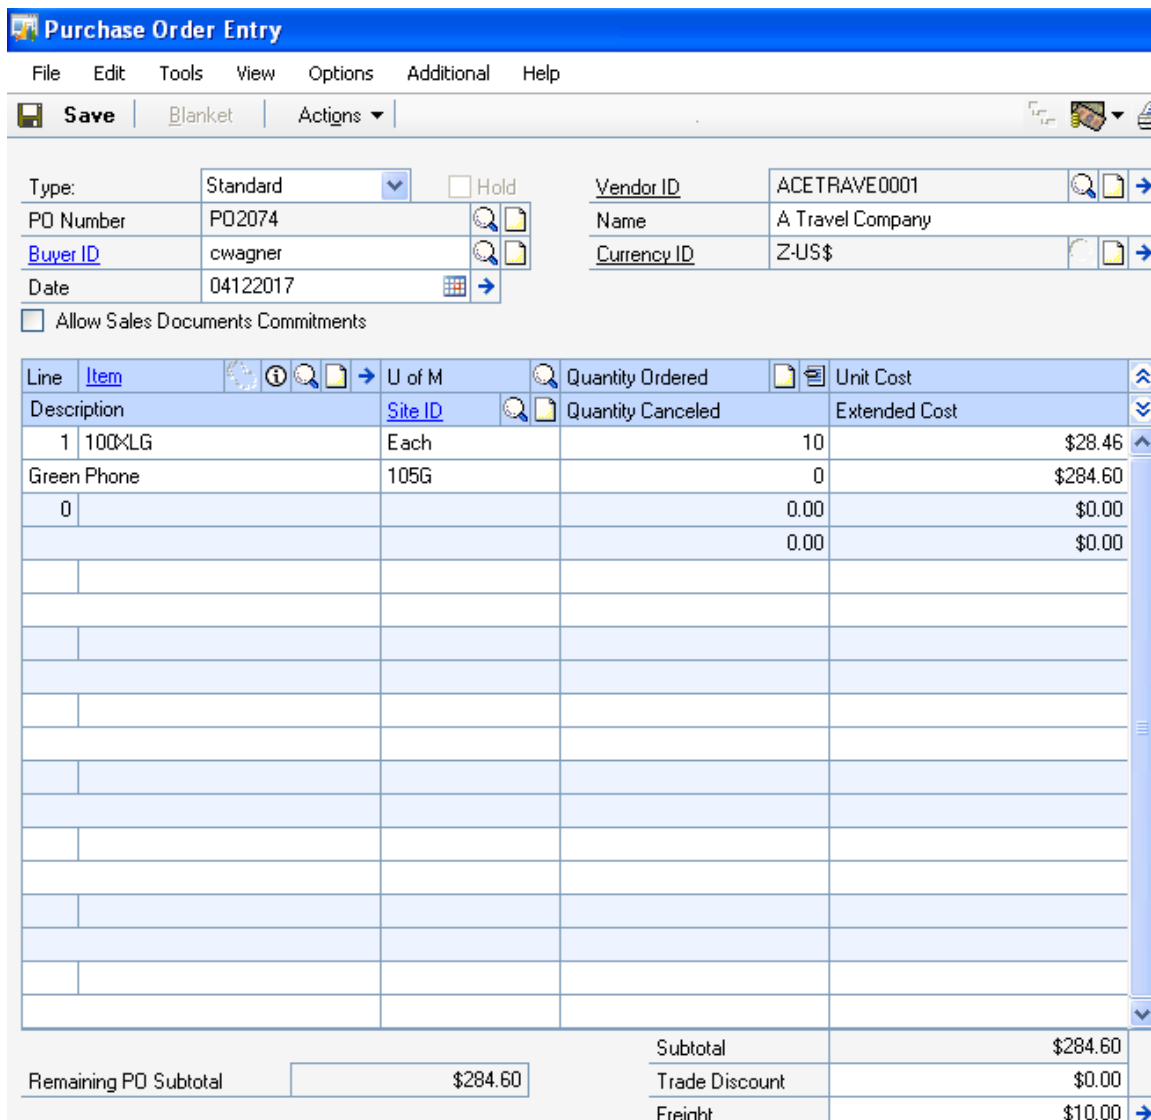 Purchase Order Entry
File Edit Tools View Options Additional Help
Save Blanket Actions
Type: Standard Hold Vendor ID ACETRAVE0001
PO Number PO2074 Name A Travel Company
Buyer ID cwagner Currency ID Z-US$
Date 04122017
Allow Sales Documents Commitments
Line Item U of M Quantity Ordered Unit Cost
Description Site ID Quantity Canceled Extended Cost
1 100XLG Each 10 $28.46
Green Phone 105G 0 $284.60
0 0.00 $0.00
0.00 $0.00
Subtotal $284.60
Remaining PO Subtotal $284.60 Trade Discount $0.00
Freight $10.00